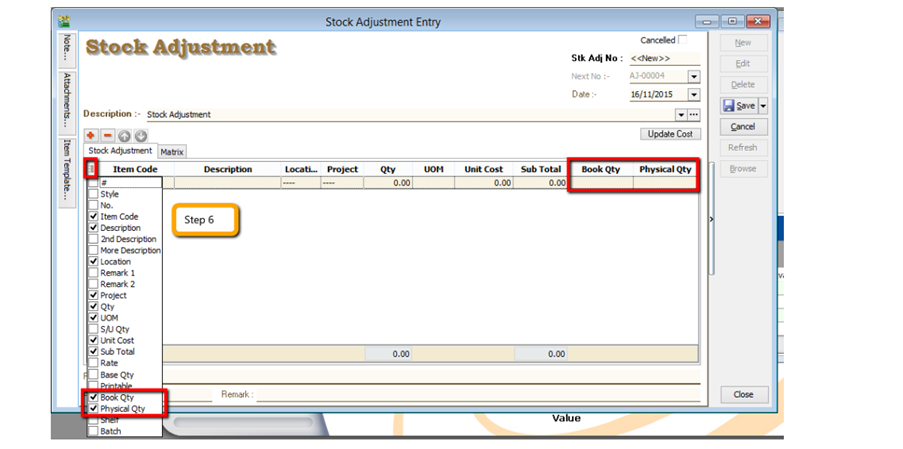 Stock Adjustment Entry
Stock Adjustment
Cancelled
Stk Adj No : <<New>>
Next No :- AJ-00004
Date :- 16/11/2015
Description :- Stock Adjustment
Update Cost
Stock Adjustment Matrix
Item Code Description Locati... Project Qty UOM Unit Cost Sub Total Book Qty Physical Qty
---- ---- 0.00 0.00 0.00
#
Style
No.
Item Code
Description
2nd Description
More Description
Location
Remark 1
Remark 2
Project
Qty
UOM
S/U Qty
Unit Cost
Sub Total
Rate
Base Qty
Printable
Book Qty
Physical Qty
Shelf
Batch
Step 6
0.00 0.00
Remark :
Note...
Attachments...
Item Template...
New
Edit
Delete
Save
Cancel
Refresh
Browse
Close
Value